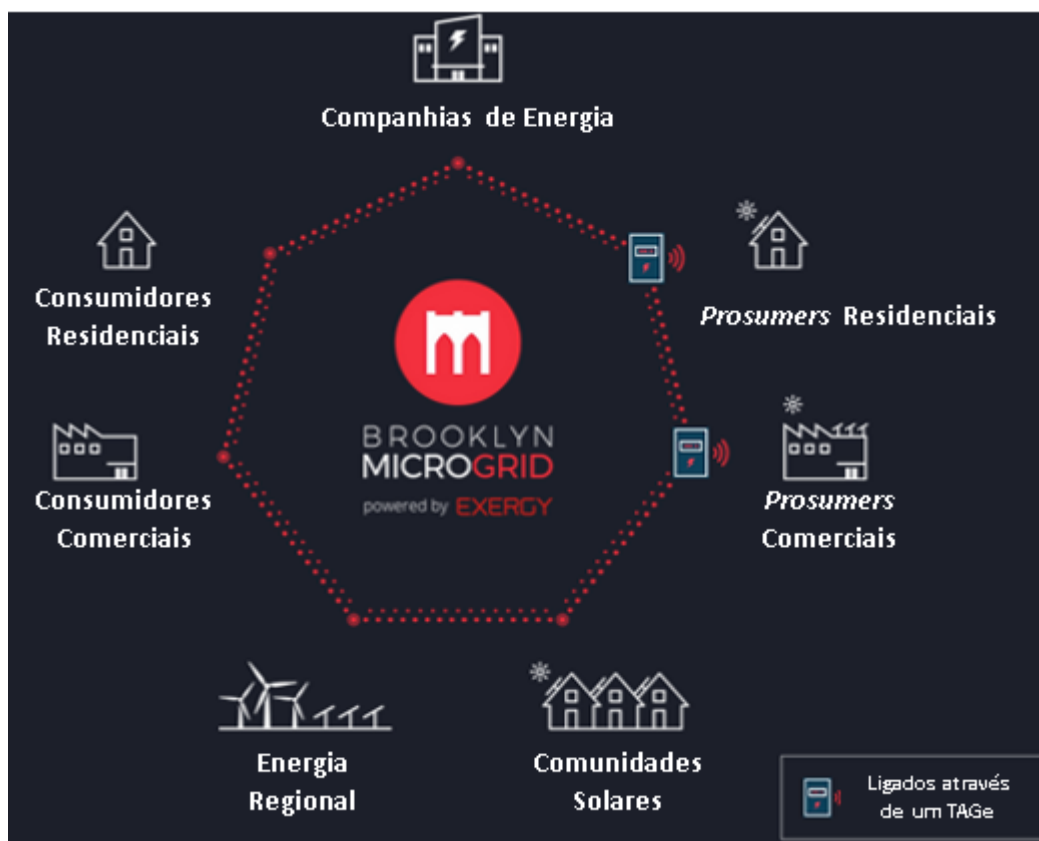 Companhias de Energia
Consumidores
Residenciais
Prosumers Residenciais
BROOKLYN
MICROGRID
powered by EXERGY
Consumidores
Comerciais
Prosumers
Comerciais
Energia
Regional
Comunidades
Solares
Ligados através
de um TAGe